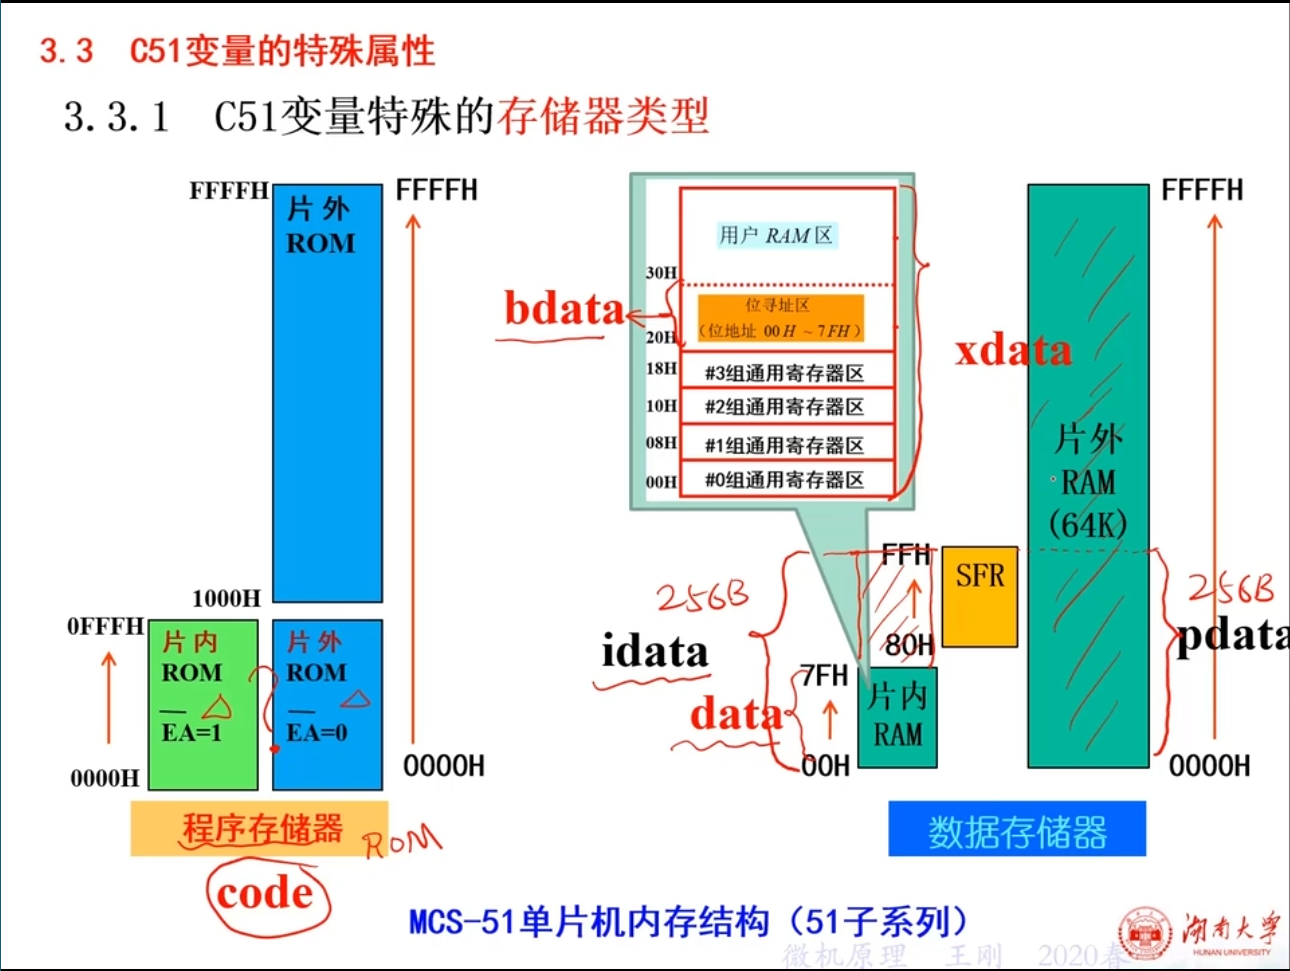 3.3 C51变量的特殊属性
3.3.1 C51变量特殊的存储器类型
FFFFH
片外
ROM
FFFFH
1000H
0FFFH
片内
ROM
EA=1
片外
ROM
EA=0
0000H
0000H
程序存储器
ROM
code
用户 RAM 区
30H
bdata
位寻址区
(位地址 00H ~ 7FH)
20H
18H
#3组通用寄存器区
10H
#2组通用寄存器区
08H
#1组通用寄存器区
00H
#0组通用寄存器区
xdata
FFFFH
片外
RAM
(64K)
FFH
SFR
256B
256B
idata
80H
pdata
7FH
data
片内
RAM
00H
0000H
数据存储器
MCS-51单片机内存结构（51子系列）
湖南大学
HUNAN UNIVERSITY
微机原理 王刚 2020春